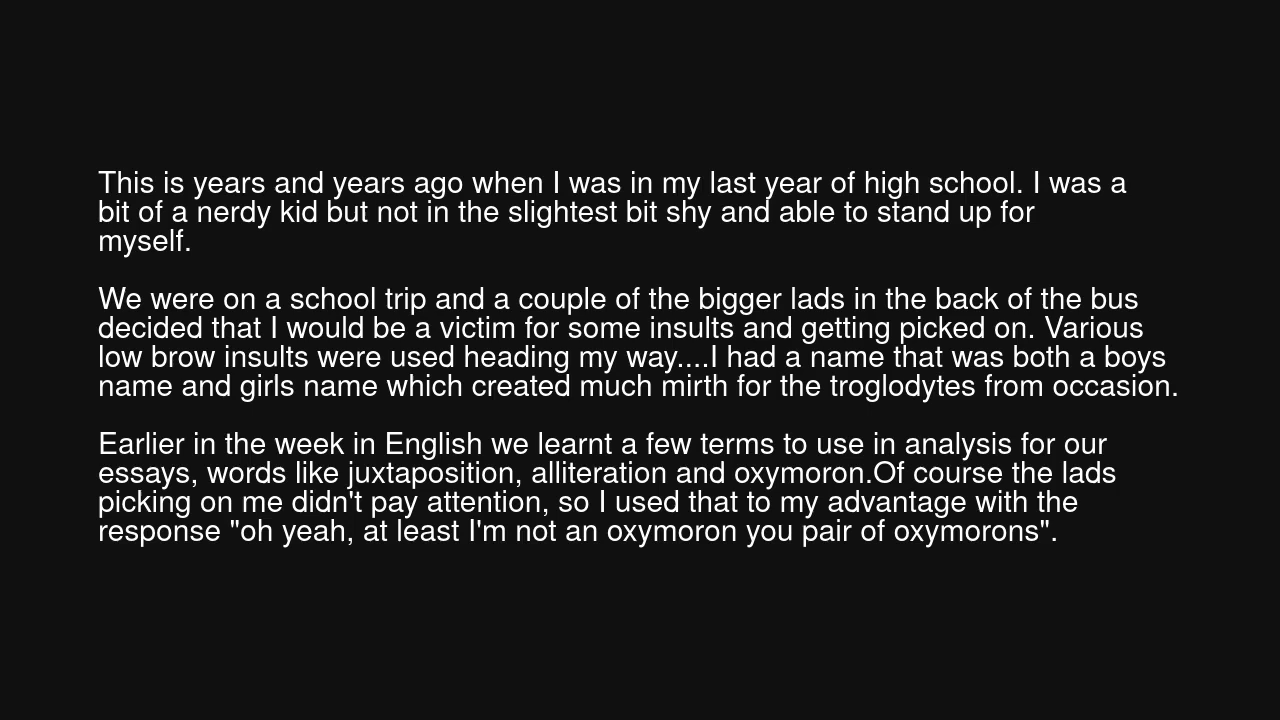 This is years and years ago when I was in my last year of high school. I was a
bit of a nerdy kid but not in the slightest bit shy and able to stand up for
myself.
We were on a school trip and a couple of the bigger lads in the back of the bus
decided that I would be a victim for some insults and getting picked on. Various
low brow insults were used heading my way....I had a name that was both a boys
name and girls name which created much mirth for the troglodytes from occasion.
Earlier in the week in English we learnt a few terms to use in analysis for our
essays, words like juxtaposition, alliteration and oxymoron.Of course the lads
picking on me didn't pay attention, so I used that to my advantage with the
response "oh yeah, at least I'm not an oxymoron you pair of oxymorons".